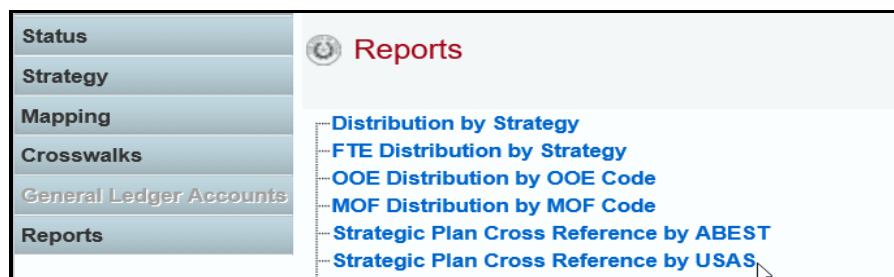 Status
Strategy
Mapping
Crosswalks
General Ledger Accounts
Reports
Reports
Distribution by Strategy
FTE Distribution by Strategy
OOE Distribution by OOE Code
MOF Distribution by MOF Code
Strategic Plan Cross Reference by ABEST
Strategic Plan Cross Reference by USAS